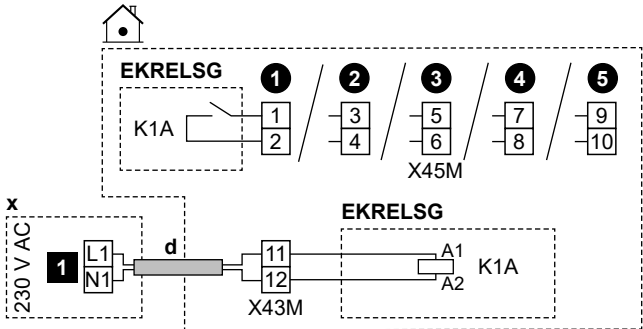 EKRELSG 1 / 2 / 3 / 4 / 5
K1A 1 3 5 7 9
2 4 6 8 10
X45M
x
EKRELSG
230 V AC
1 L1 d 11 A1
K1A
N1 12 A2
X43M